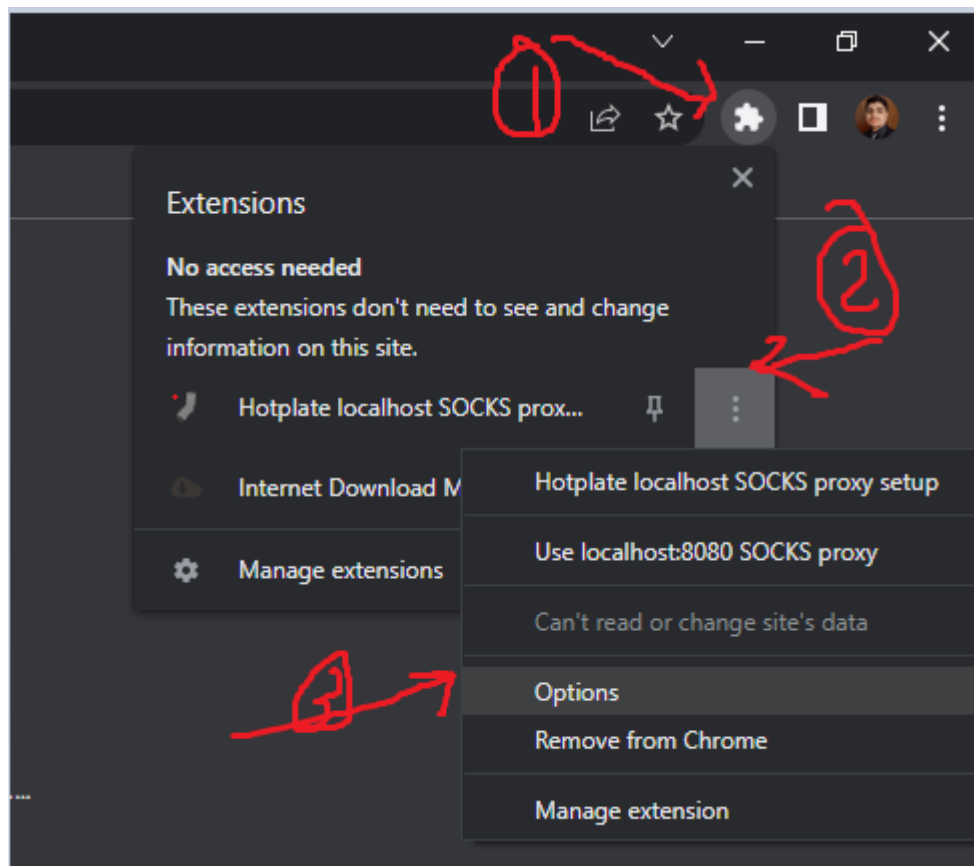 1
Extensions
2
No access needed
These extensions don't need to see and change
information on this site.
Hotplate localhost SOCKS prox...
Internet Download M
Hotplate localhost SOCKS proxy setup
Use localhost:8080 SOCKS proxy
Manage extensions
Can't read or change site's data
3
Options
Remove from Chrome
Manage extension
...